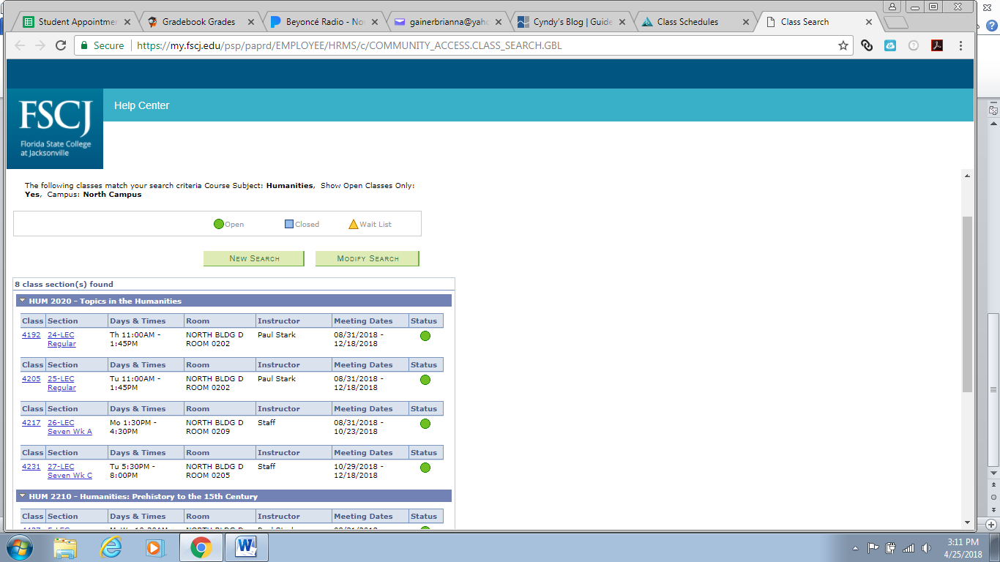 Student Appointmen
Gradebook Grades
Beyoncé Radio - No
gainerbrianna@yaho
Cyndy's Blog | Guide
Class Schedules
Class Search
Secure
https://my.fscj.edu/psp/paprd/EMPLOYEE/HRMS/c/COMMUNITY_ACCESS.CLASS_SEARCH.GBL
FSCJ
Florida State College
at Jacksonville
Help Center
The following classes match your search criteria Course Subject: Humanities, Show Open Classes Only:
Yes, Campus: North Campus
Open Closed Wait List
NEW SEARCH MODIFY SEARCH
8 class section(s) found
HUM 2020 - Topics in the Humanities
Class Section Days & Times Room Instructor Meeting Dates Status
4192 24-LEC Th 11:00AM - NORTH BLDG D Paul Stark 08/31/2018 -
Regular 1:45PM ROOM 0202 12/18/2018
Class Section Days & Times Room Instructor Meeting Dates Status
4205 25-LEC Tu 11:00AM - NORTH BLDG D Paul Stark 08/31/2018 -
Regular 1:45PM ROOM 0202 12/18/2018
Class Section Days & Times Room Instructor Meeting Dates Status
4217 26-LEC Mo 1:30PM - NORTH BLDG D Staff 08/31/2018 -
Seven Wk A 4:30PM ROOM 0209 10/23/2018
Class Section Days & Times Room Instructor Meeting Dates Status
4231 27-LEC Tu 5:30PM - NORTH BLDG D Staff 10/29/2018 -
Seven Wk C 8:00PM ROOM 0205 12/18/2018
HUM 2210 - Humanities: Prehistory to the 15th Century
Class Section Days & Times Room Instructor Meeting Dates Status
3:11 PM
4/25/2018